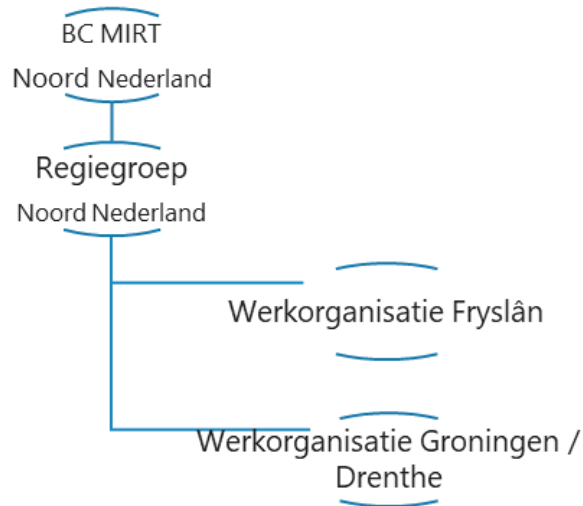 BC MIRT
Noord Nederland
Regiegroep
Noord Nederland
Werkorganisatie Fryslân
Werkorganisatie Groningen /
Drenthe